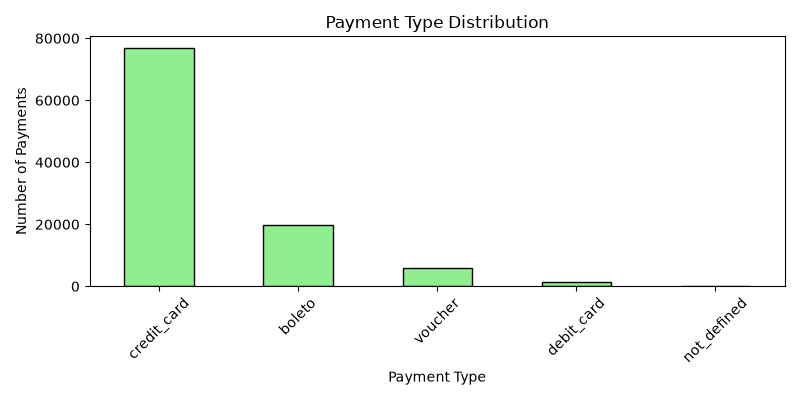 Payment Type Distribution
Number of Payments
80000
60000
40000
20000
0
credit_card
boleto
voucher
debit_card
not_defined
Payment Type